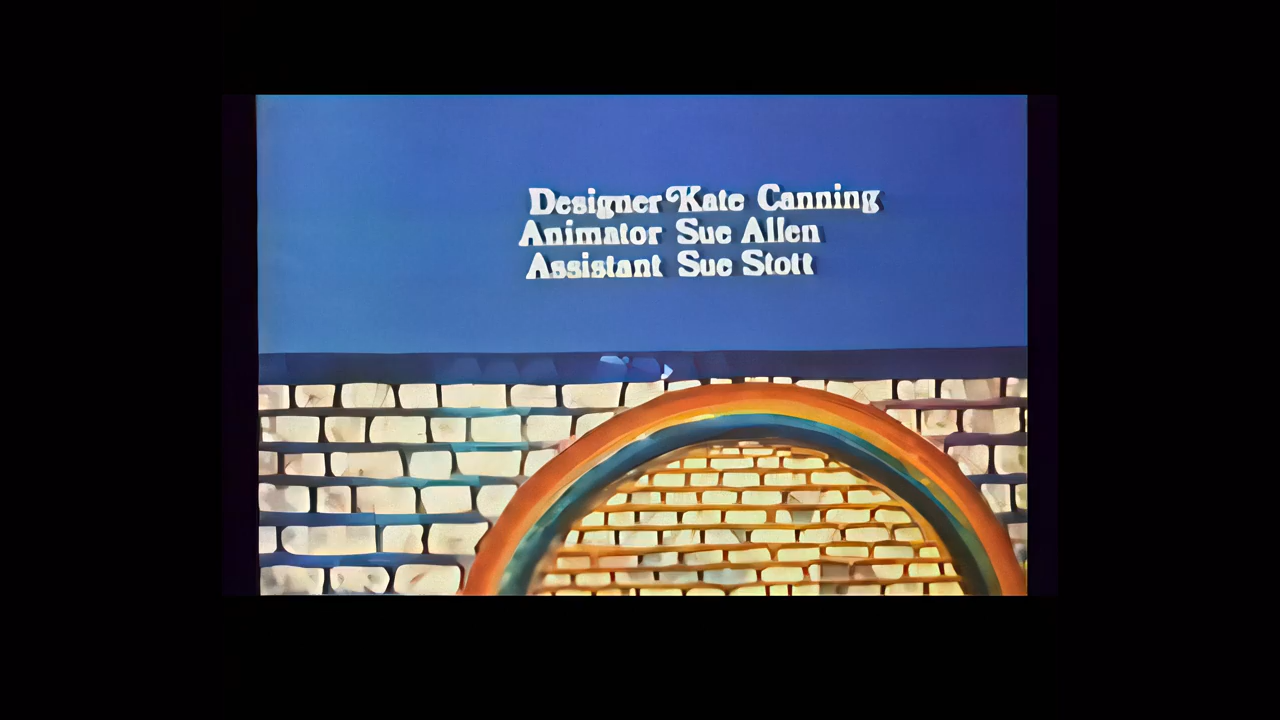 Designer Kate Canning
Animator Sue Allen
Assistant Sue Stott